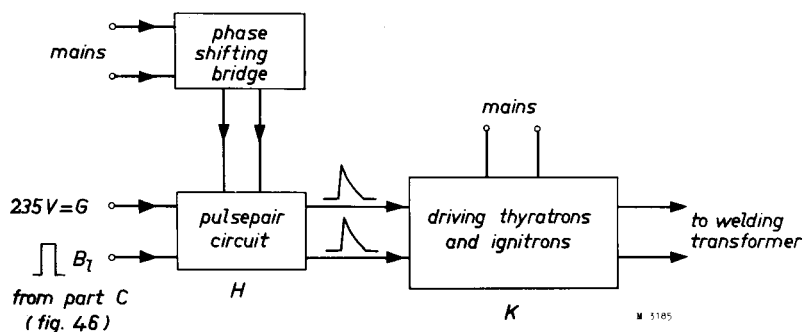 phase
shifting
bridge
mains
mains
235V=G
pulsepair
circuit
driving thyratrons
and ignitrons
to welding
transformer
B₁
from part C
(fig. 46)
H
K
M 3185